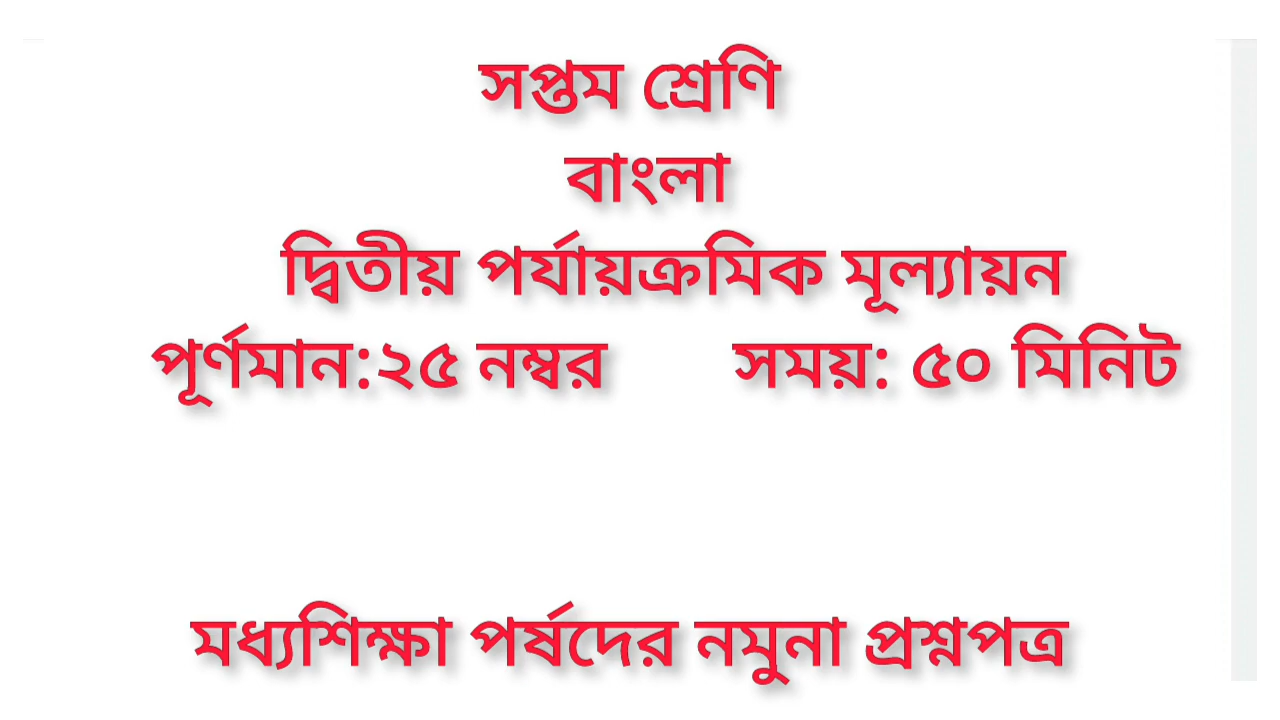 সপ্তম শ্রেণি
বাংলা
দ্বিতীয় পর্যায়ক্রমিক মূল্যায়ন
পূর্ণমান:২৫ নম্বর সময়: ৫০ মিনিট
মধ্যশিক্ষা পর্ষদের নমুনা প্রশ্নপত্র